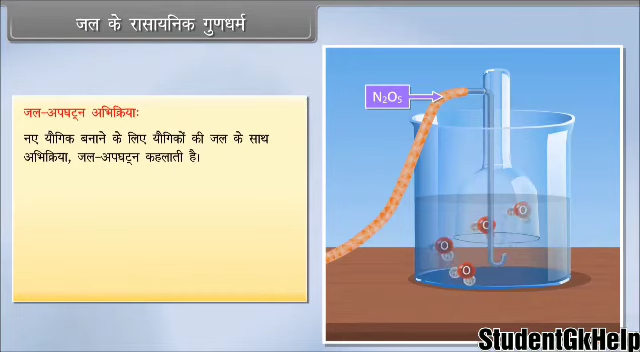 जल के रासायनिक गुणधर्म
जल-अपघट्न अभिक्रियाः
नए यौगिक बनाने के लिए यौगिकों की जल के साथ
अभिक्रिया, जल-अपघट्न कहलाती है।
N₂O₅
O
O
O
O
StudentGkHelp